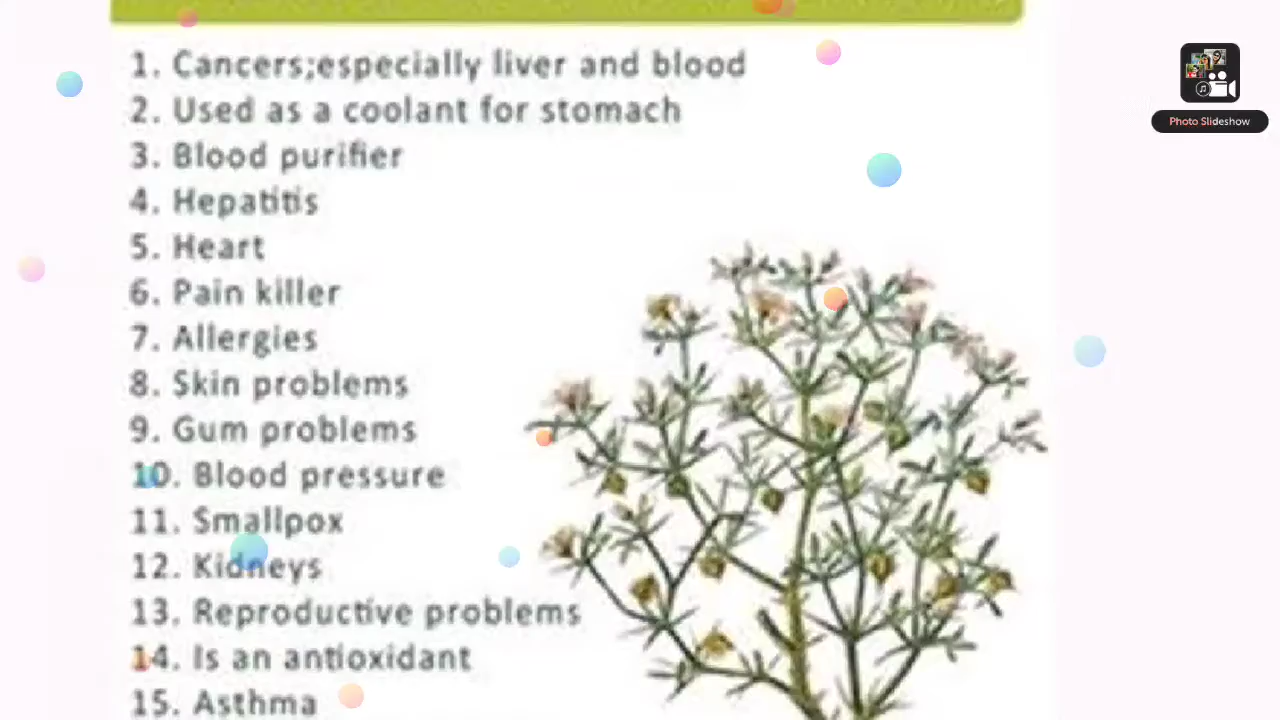 1. Cancers;especially liver and blood
2. Used as a coolant for stomach
3. Blood purifier
4. Hepatitis
5. Heart
6. Pain killer
7. Allergies
8. Skin problems
9. Gum problems
10. Blood pressure
11. Smallpox
12. Kidneys
13. Reproductive problems
14. Is an antioxidant
15. Asthma
Photo Slideshow